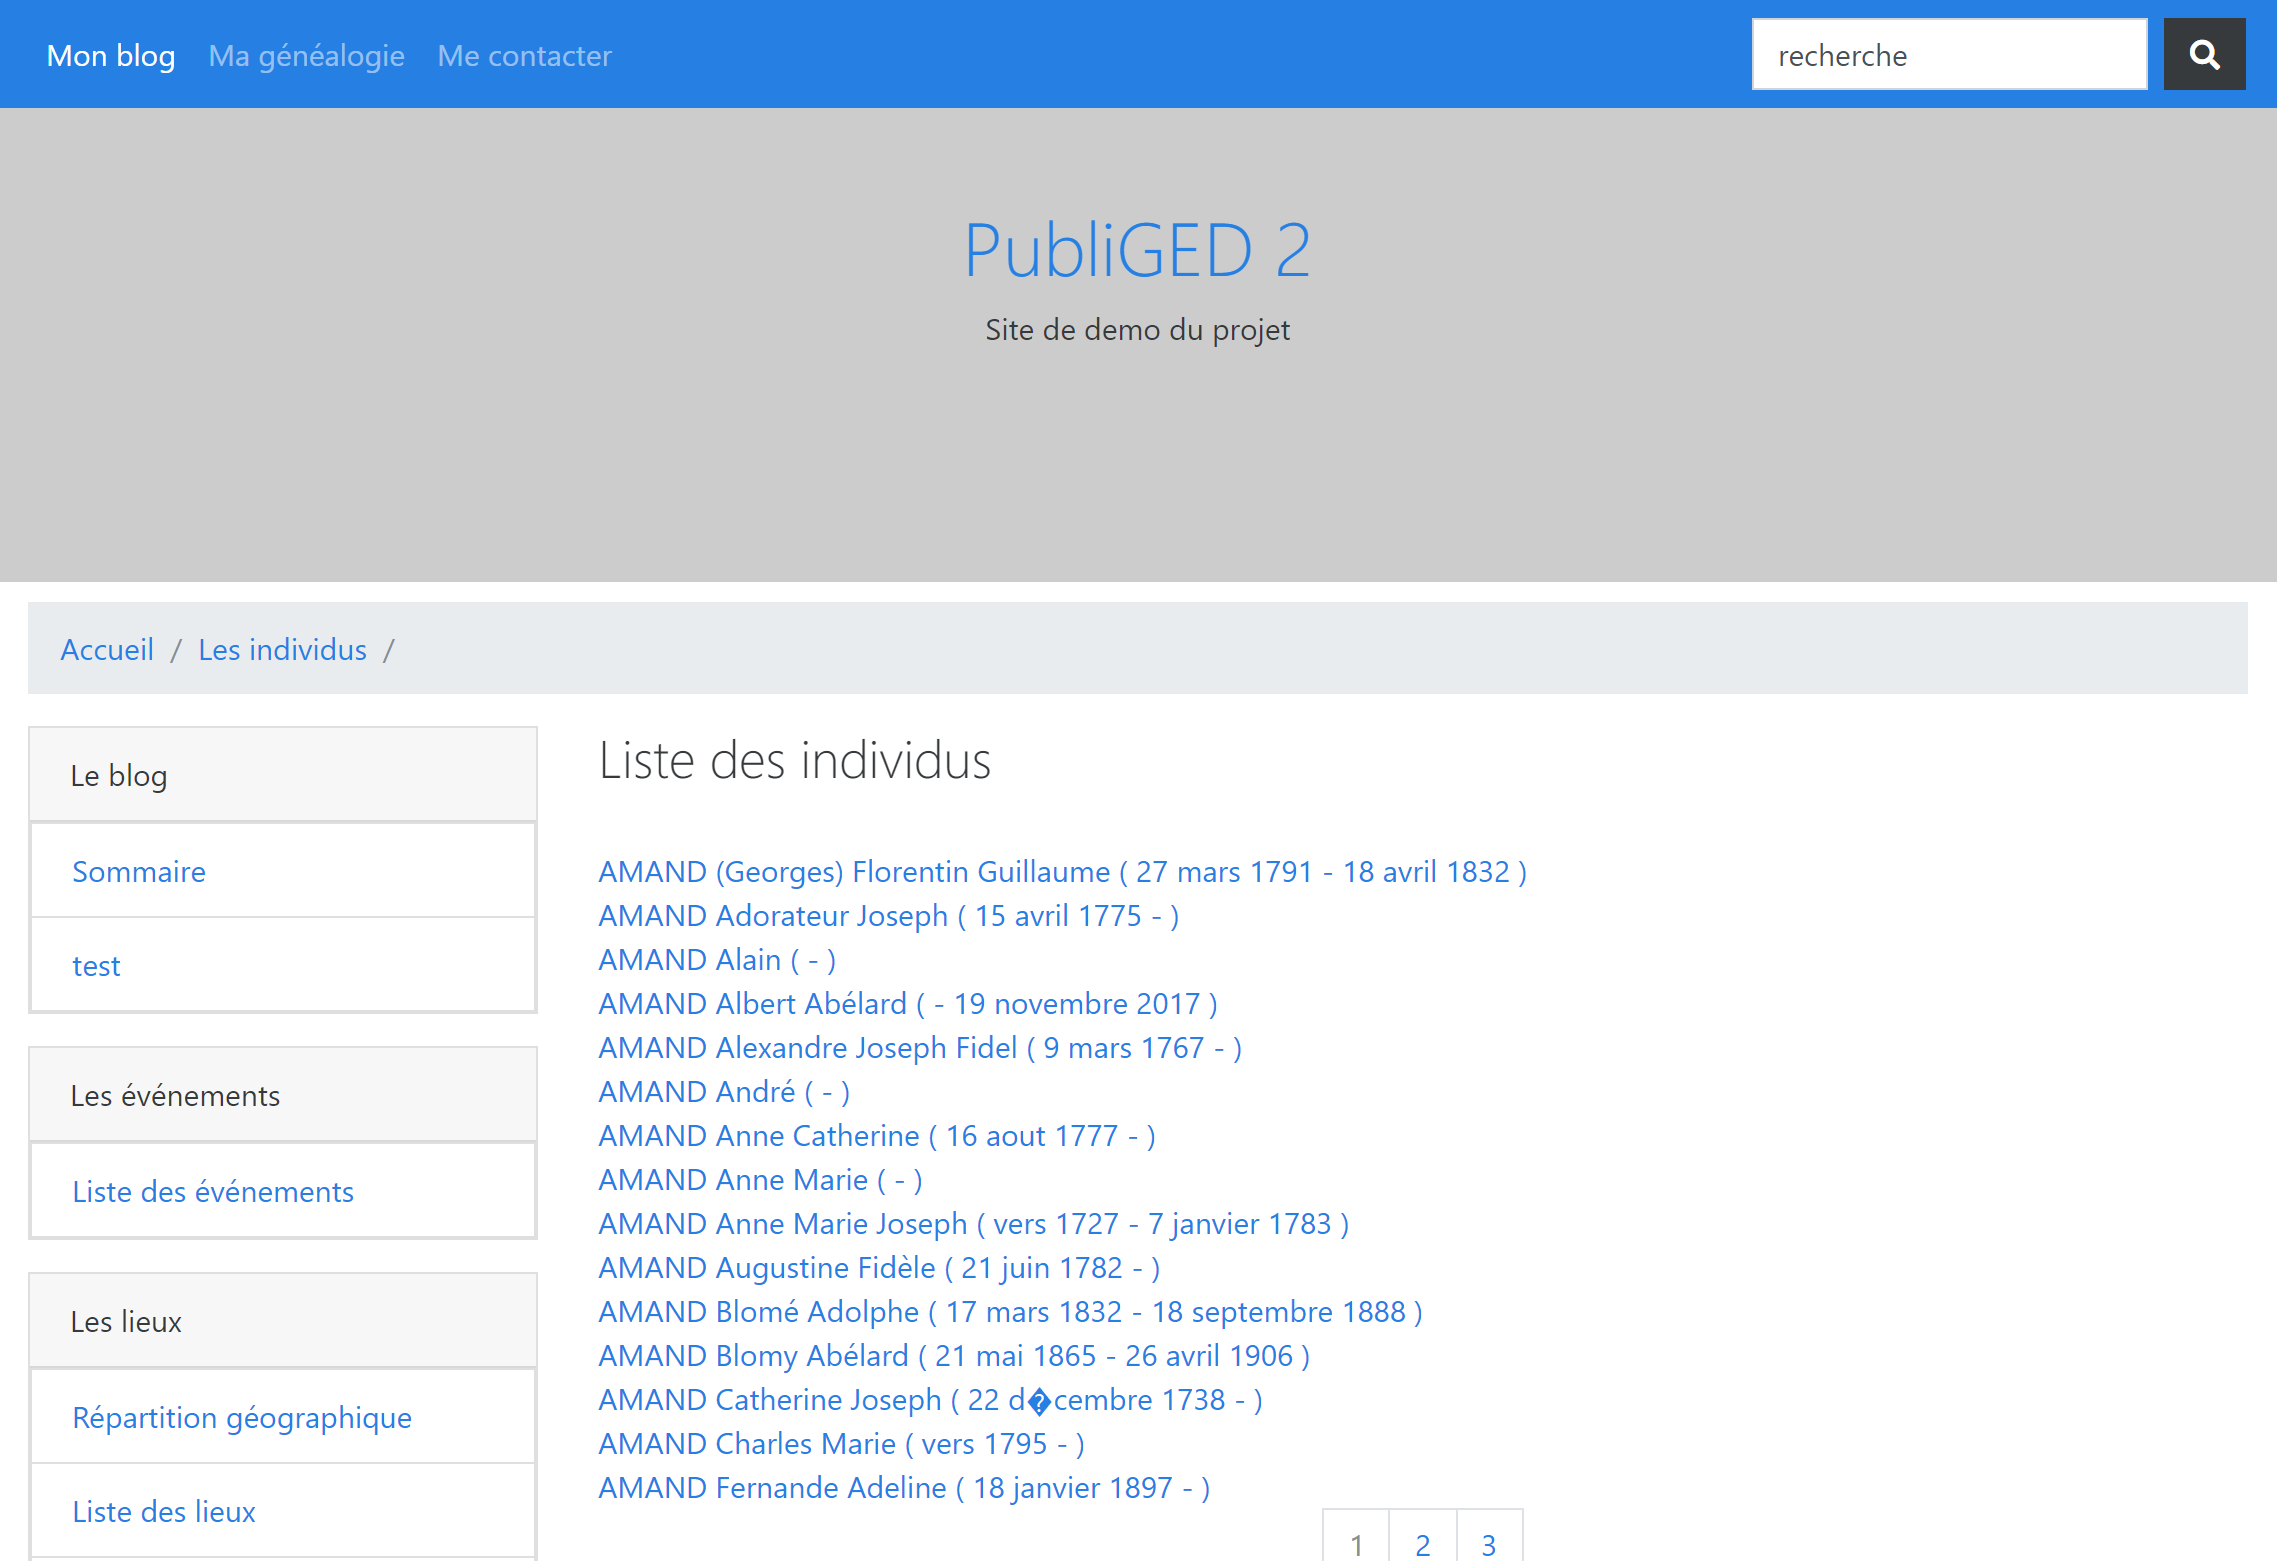 Mon blog Ma généalogie Me contacter recherche
PubliGED 2
Site de demo du projet
Accueil / Les individus /
Le blog
Sommaire
test
Les événements
Liste des événements
Les lieux
Répartition géographique
Liste des lieux
Liste des individus
AMAND (Georges) Florentin Guillaume ( 27 mars 1791 - 18 avril 1832 )
AMAND Adorateur Joseph ( 15 avril 1775 - )
AMAND Alain ( - )
AMAND Albert Abélard ( - 19 novembre 2017 )
AMAND Alexandre Joseph Fidel ( 9 mars 1767 - )
AMAND André ( - )
AMAND Anne Catherine ( 16 aout 1777 - )
AMAND Anne Marie ( - )
AMAND Anne Marie Joseph ( vers 1727 - 7 janvier 1783 )
AMAND Augustine Fidèle ( 21 juin 1782 - )
AMAND Blomé Adolphe ( 17 mars 1832 - 18 septembre 1888 )
AMAND Blomy Abélard ( 21 mai 1865 - 26 avril 1906 )
AMAND Catherine Joseph ( 22 d�cembre 1738 - )
AMAND Charles Marie ( vers 1795 - )
AMAND Fernande Adeline ( 18 janvier 1897 - )
1 2 3